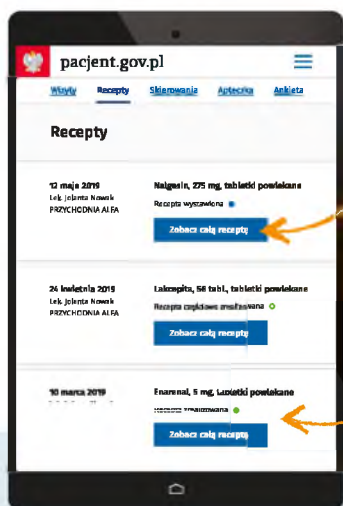 pacjent.gov.pl
Wizyty Recepty Skierowania Apteczka Ankieta
Recepty
12 maja 2019
Lek. Jolanta Nowak
PRZYCHODNIA ALFA
Nalgesin, 275 mg, tabletki powlekane
Recepta wystawiona
Zobacz całą receptę
24 kwietnia 2019
Lek. Jolanta Nowak
PRZYCHODNIA ALFA
Lakcepita, 56 tabl., tabletki powlekane
Recepta częściowo zrealizowana
Zobacz całą receptę
10 marca 2019
Enarenal, 5 mg, tabletki powlekane
zrealizowana
Zobacz całą receptę